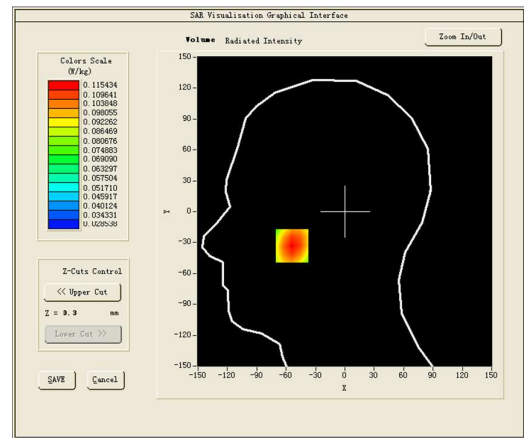 SAR Visualisation Graphical Interface
Volume Radiated Intensity
Zoom In/Out
Colors Scale
(W/kg)
0.115434
0.109641
0.103848
0.098055
0.092262
0.086469
0.080676
0.074883
0.069090
0.063297
0.057504
0.051710
0.045917
0.040124
0.034331
0.028538
Z-Cuts Control
<< Upper Cut
Z = 3.3 mm
Lower Cut >>
SAVE Cancel
150
120
90
60
30
0
-30
-60
-90
-120
-150
Y
-150 -120 -90 -60 -30 0 30 60 90 120 150
X